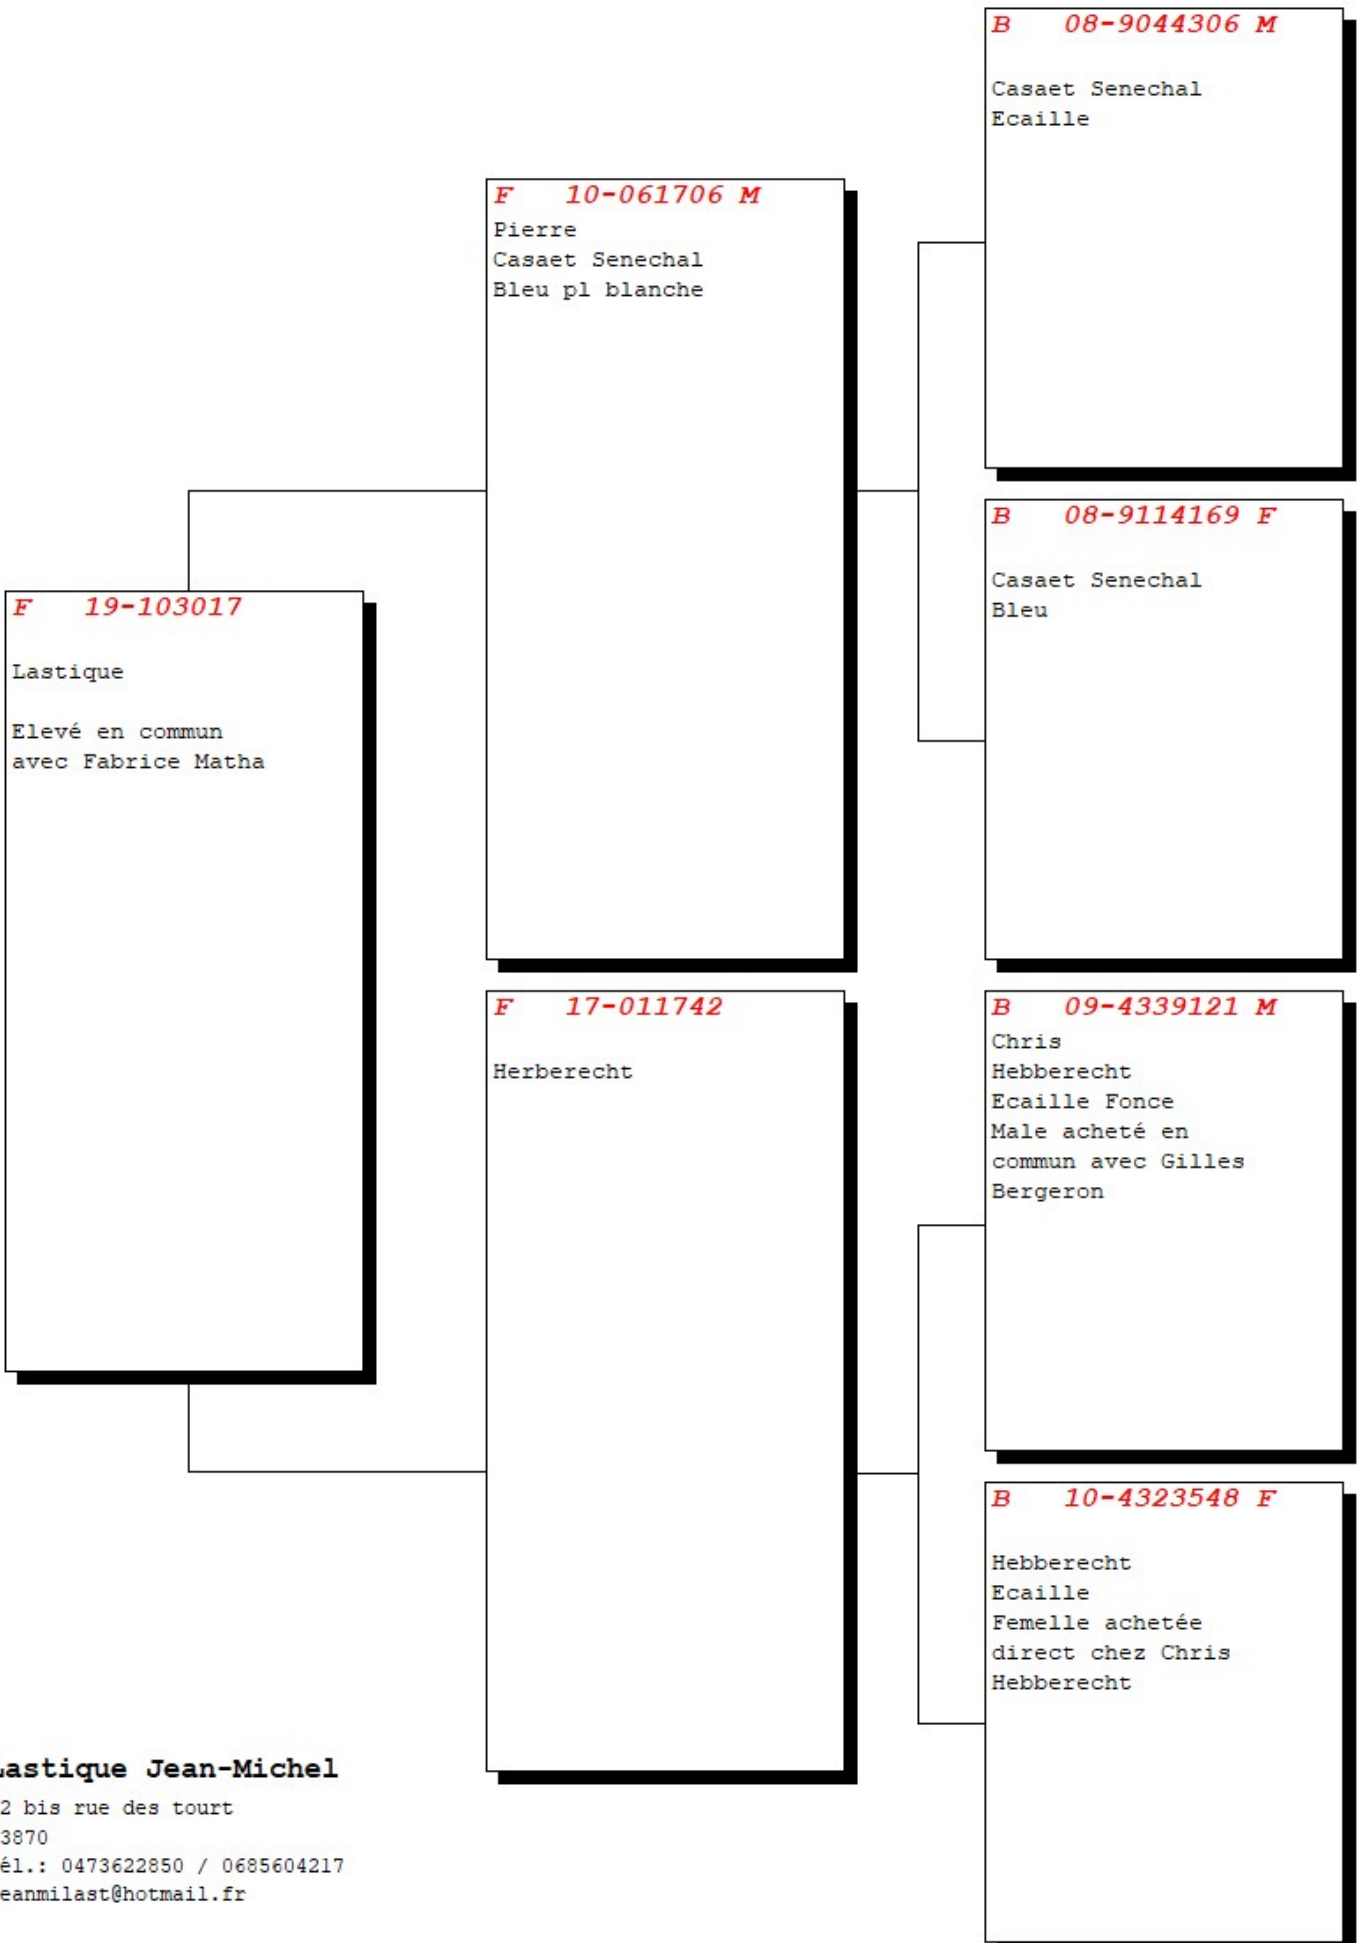 F 19-103017
Lastique
Elevé en commun
avec Fabrice Matha
F 10-061706 M
Pierre
Casaet Senechal
Bleu pl blanche
F 17-011742
Herberecht
B 08-9044306 M
Casaet Senechal
Ecaille
B 08-9114169 F
Casaet Senechal
Bleu
B 09-4339121 M
Chris
Hebberecht
Ecaille Fonce
Male acheté en
commun avec Gilles
Bergeron
B 10-4323548 F
Hebberecht
Ecaille
Femelle achetée
direct chez Chris
Hebberecht
Lastique Jean-Michel
2 bis rue des tourt
3870
él.: 0473622850 / 0685604217
eanmilast@hotmail.fr